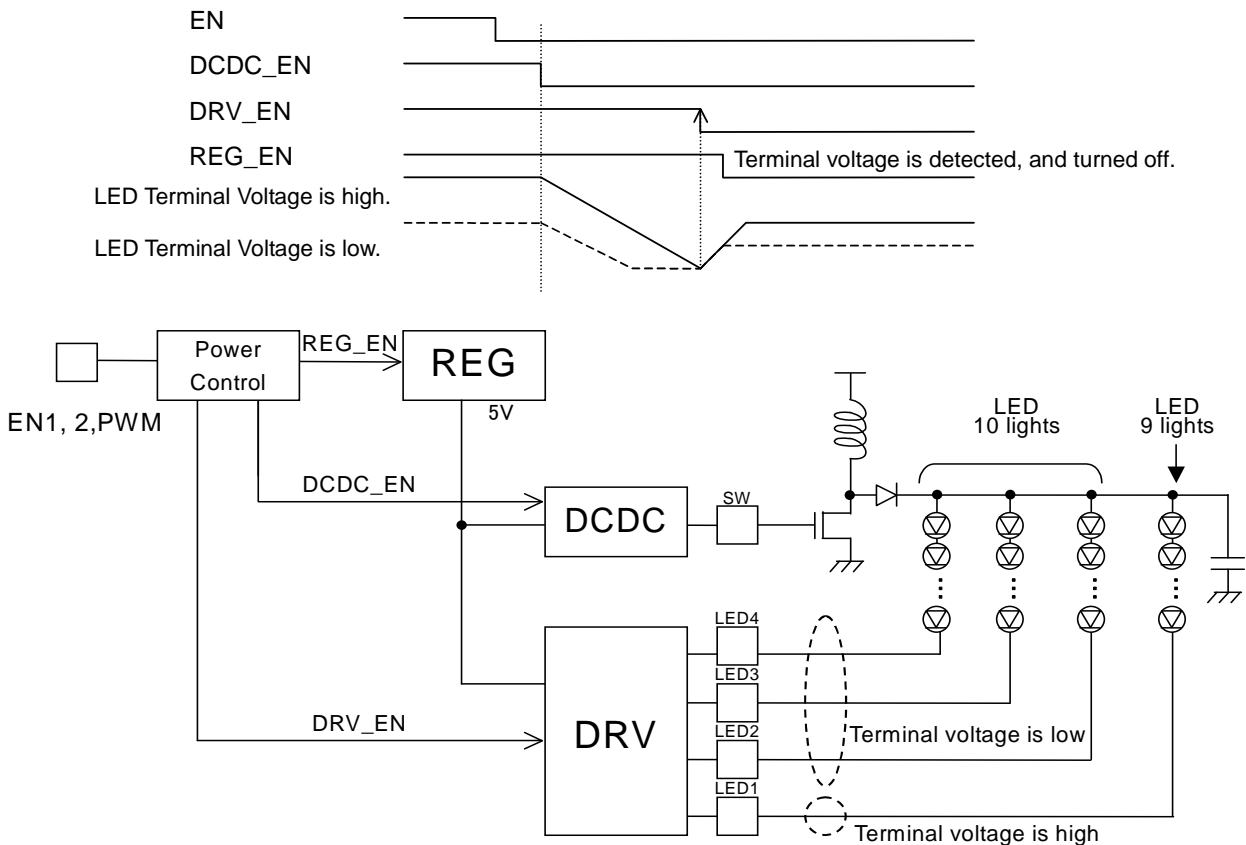 EN
DCDC_EN
DRV_EN
REG_EN
Terminal voltage is detected, and turned off.
LED Terminal Voltage is high.
LED Terminal Voltage is low.
Power
Control
REG_EN
REG
5V
EN1, 2,PWM
LED
10 lights
LED
9 lights
DCDC_EN
DCDC
SW
LED4
LED3
DRV_EN
DRV
LED2
Terminal voltage is low
LED1
Terminal voltage is high